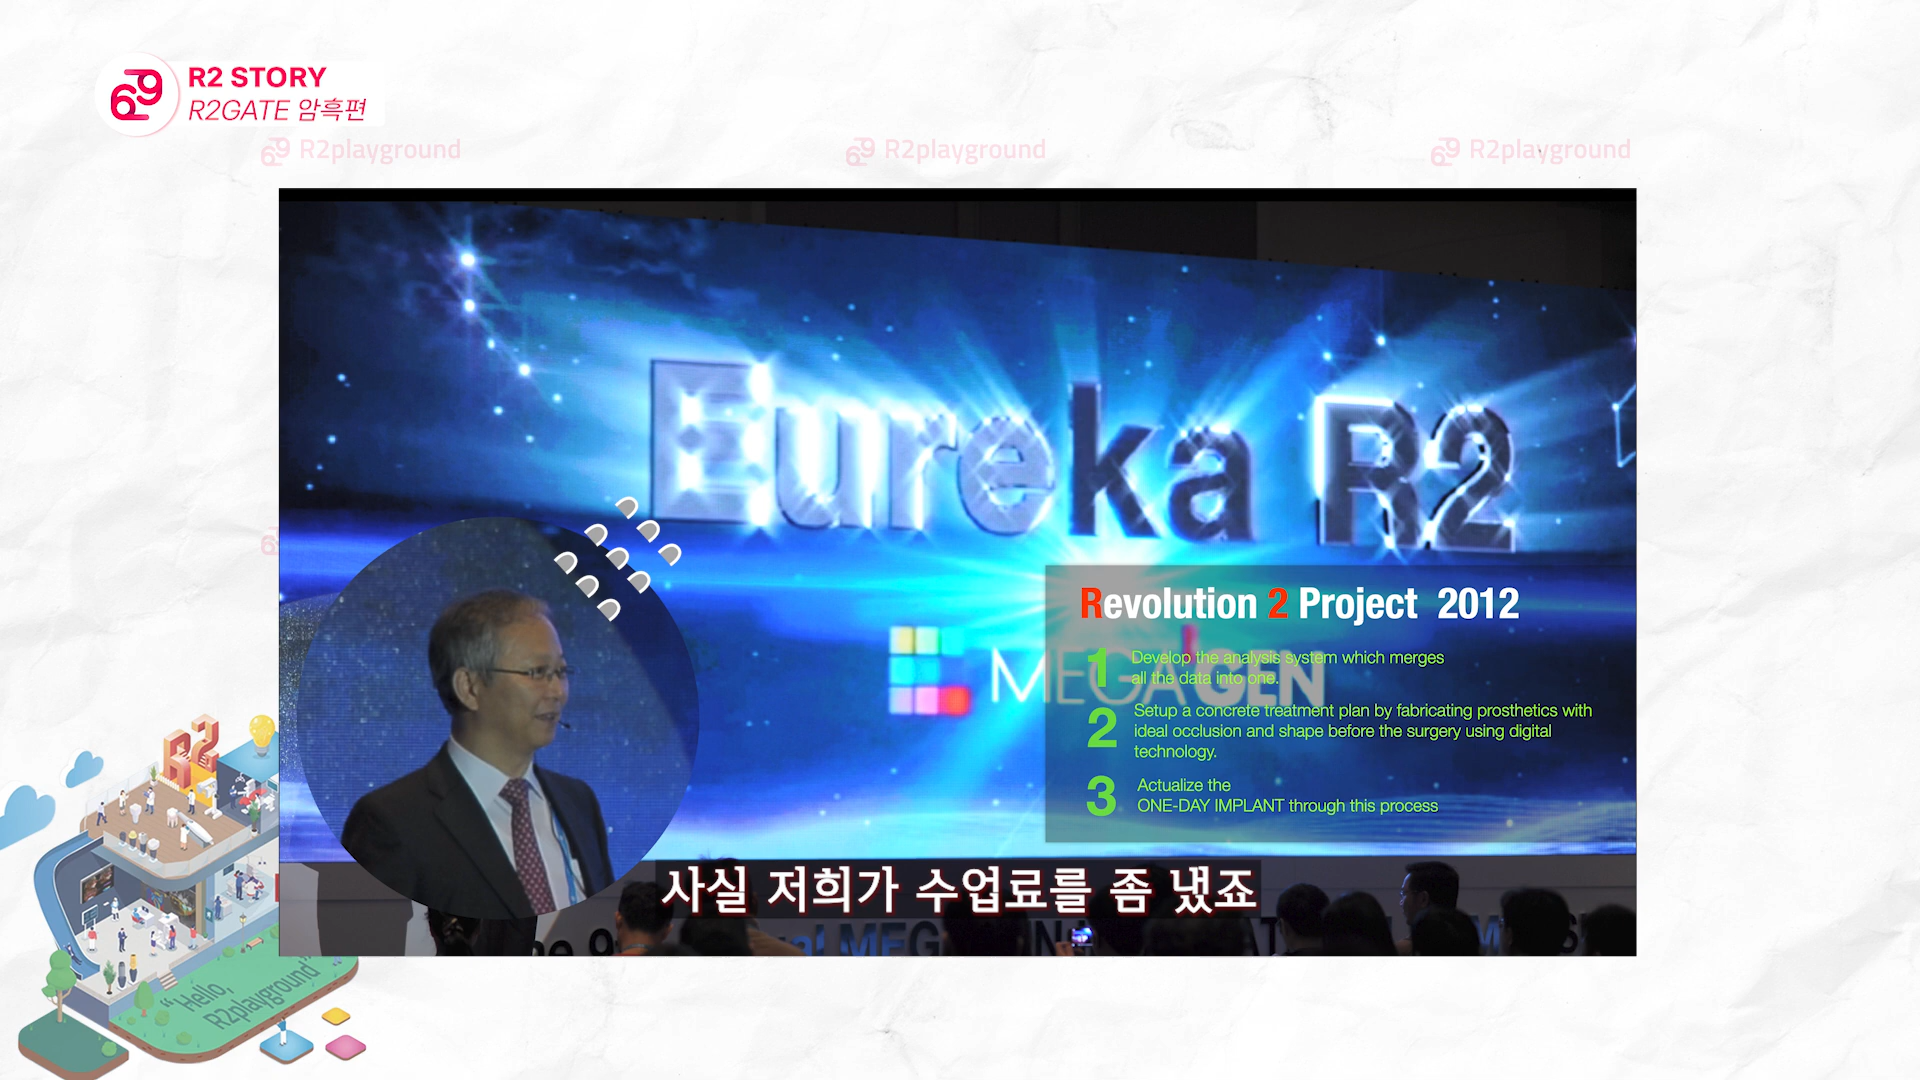 R2 STORY
R2GATE 암흑편
R2playground
R2playground
R2playground
Eureka R2
MEGA'GEN
Revolution 2 Project 2012
1 Develop the analysis system which merges
all the data into one.
2 Setup a concrete treatment plan by fabricating prosthetics with
ideal occlusion and shape before the surgery using digital
technology.
3 Actualize the
ONE-DAY IMPLANT through this process
사실 저희가 수업료를 좀 냈죠
R2
"Hello,
R2playground"